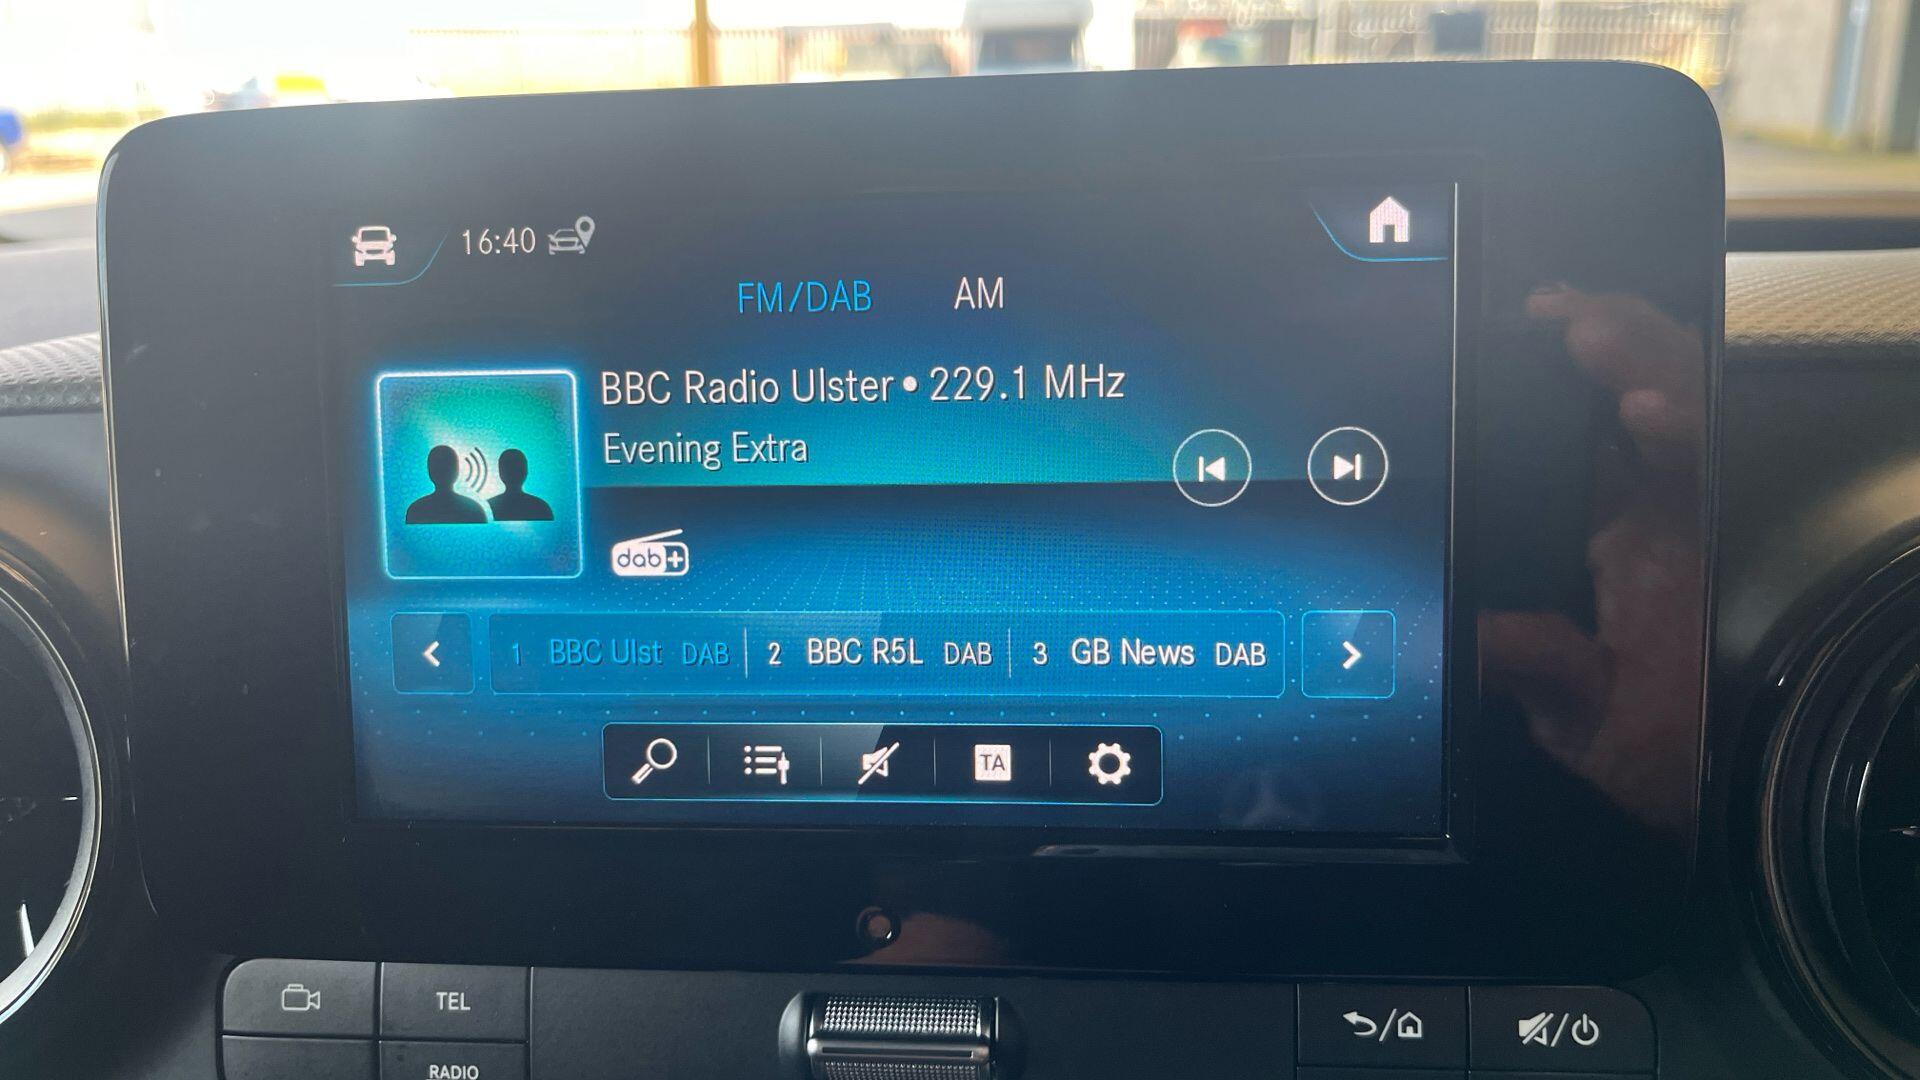 16:40
FM/DAB AM
BBC Radio Ulster • 229.1 MHz
Evening Extra
dab+
1 BBC Ulst DAB 2 BBC R5L DAB 3 GB News DAB
TA
TEL
RADIO